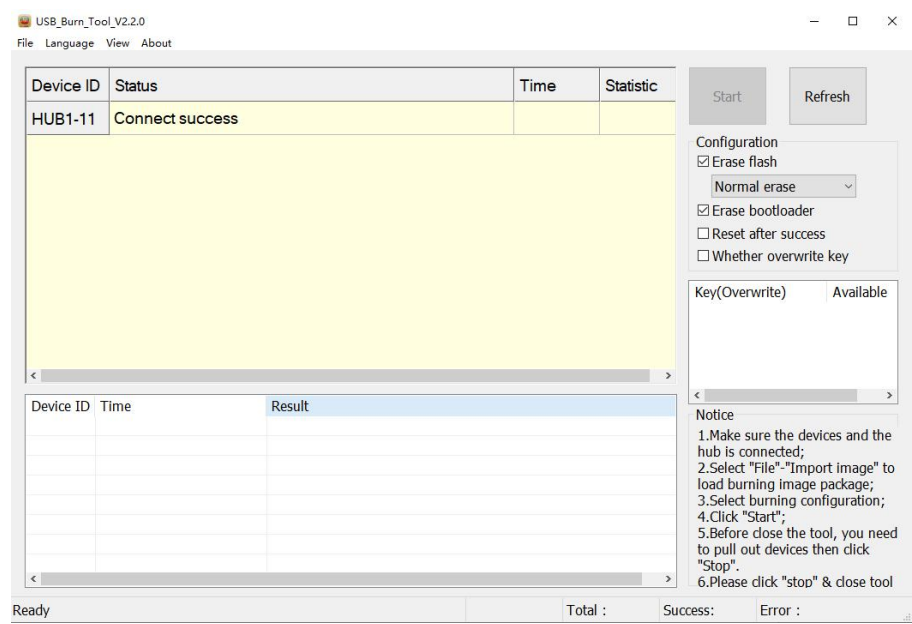 USB_Burn_Tool_V2.2.0
File Language View About
Device ID Status Time Statistic
HUB1-11 Connect success
Start Refresh
Configuration
Erase flash
Normal erase
Erase bootloader
Reset after success
Whether overwrite key
Key(Overwrite) Available
Device ID Time Result
Notice
1.Make sure the devices and the
hub is connected;
2.Select "File"-"Import image" to
load burning image package;
3.Select burning configuration;
4.Click "Start";
5.Before close the tool, you need
to pull out devices then click
"Stop".
6.Please click "stop" & close tool
Ready Total : Success: Error :